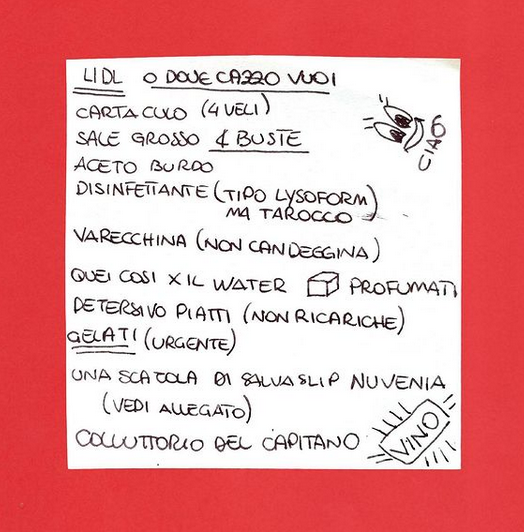 LIDL O DOVE CAZZO VUOI
CARTA CULO (4 VELI)
CIAO
SALE GROSSO 4 BUSTE
ACETO BURDO
DISINFETTANTE (TIPO LYSOFORM)
MA TAROCCO
VARECCHINA (NON CANDEGGINA)
QUEI COSI X IL WATER PROFUMATI
DETERSIVO PIATTI (NON RICARICHE)
GELATI (URGENTE)
UNA SCATOLA DI SALVASLIP NUVENIA
(VEDI ALLEGATO)
COLLUTTORIO DEL CAPITANO
VINO